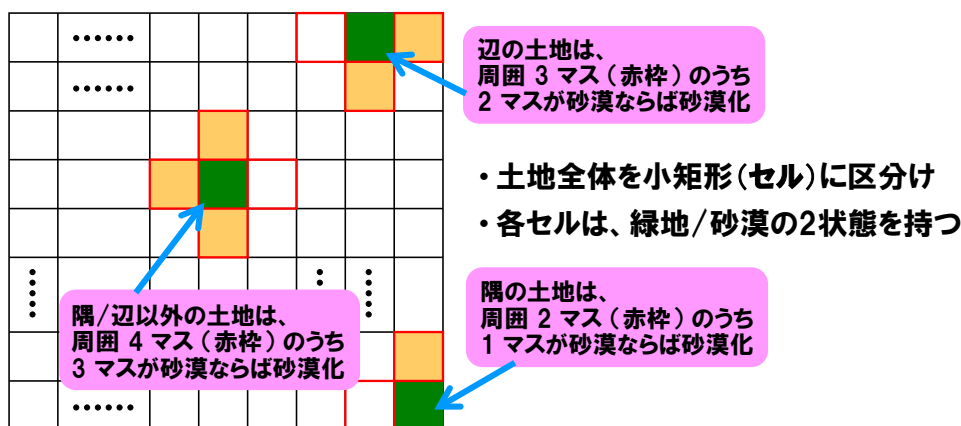 辺の土地は、
周囲 3 マス（赤枠）のうち
2 マスが砂漠ならば砂漠化
・土地全体を小矩形（セル）に区分け
・各セルは、緑地/砂漠の2状態を持つ
隅/辺以外の土地は、
周囲 4 マス（赤枠）のうち
3 マスが砂漠ならば砂漠化
隅の土地は、
周囲 2 マス（赤枠）のうち
1 マスが砂漠ならば砂漠化